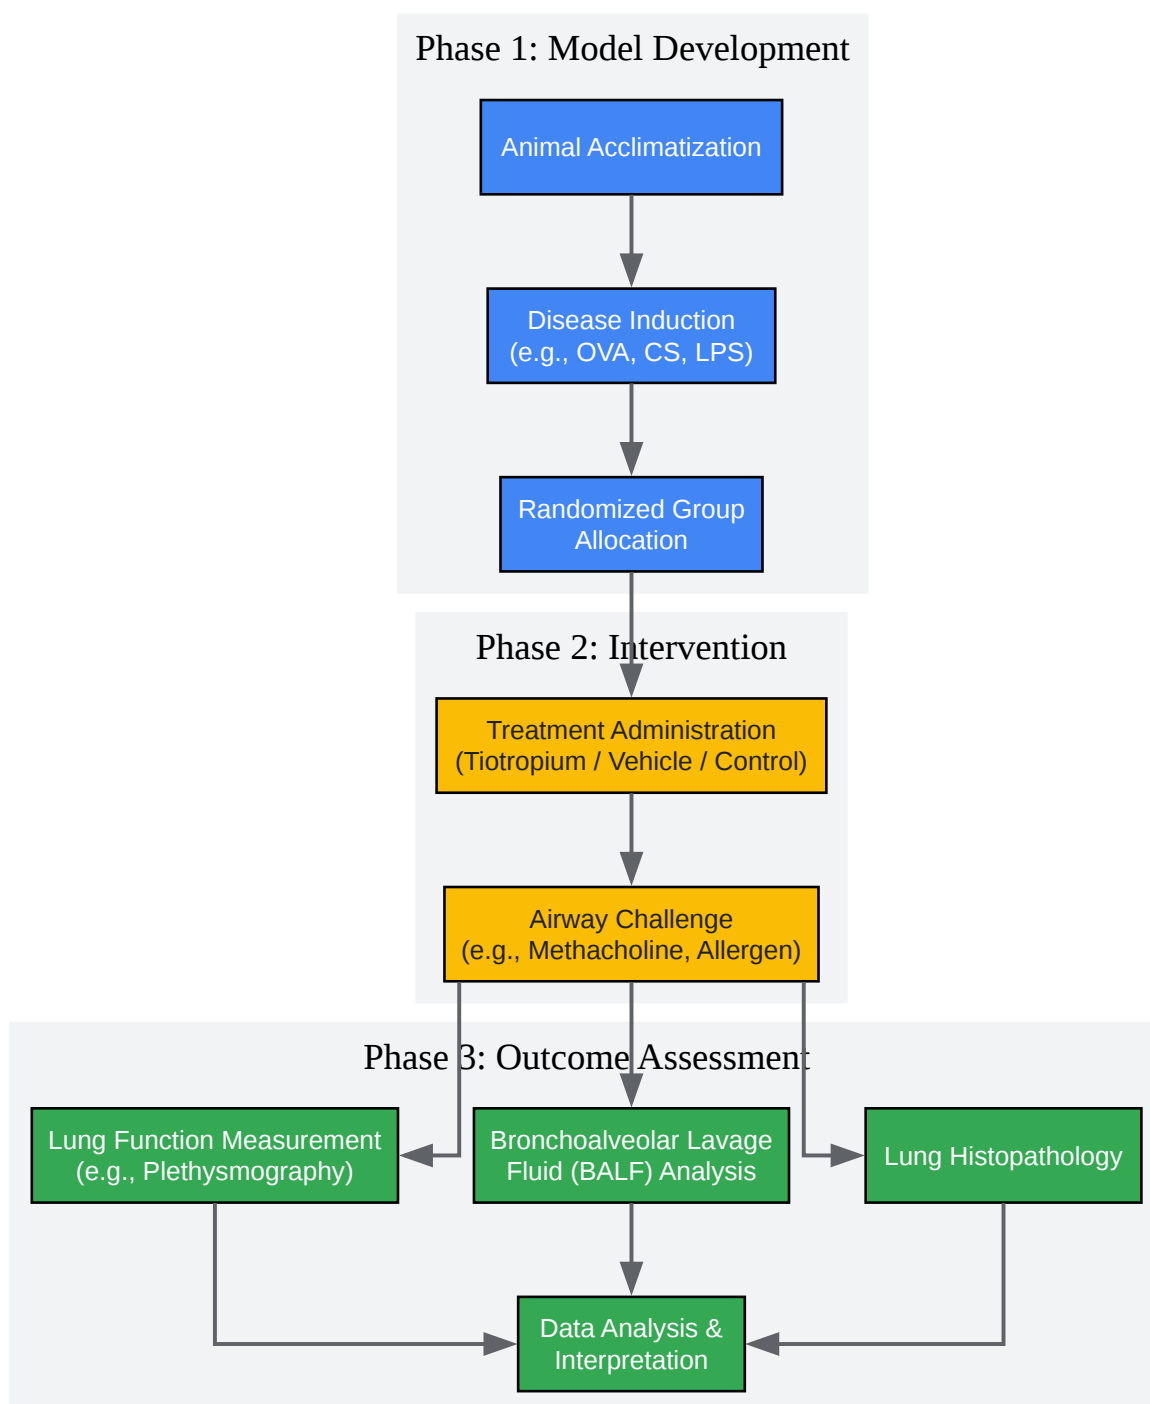 Phase 1: Model Development
Animal Acclimatization
Disease Induction
(e.g., OVA, CS, LPS)
Randomized Group
Allocation
Phase 2: Intervention
Treatment Administration
(Tiotropium / Vehicle / Control)
Airway Challenge
(e.g., Methacholine, Allergen)
Phase 3: Outcome Assessment
Lung Function Measurement
(e.g., Plethysmography)
Bronchoalveolar Lavage
Fluid (BALF) Analysis
Lung Histopathology
Data Analysis &
Interpretation